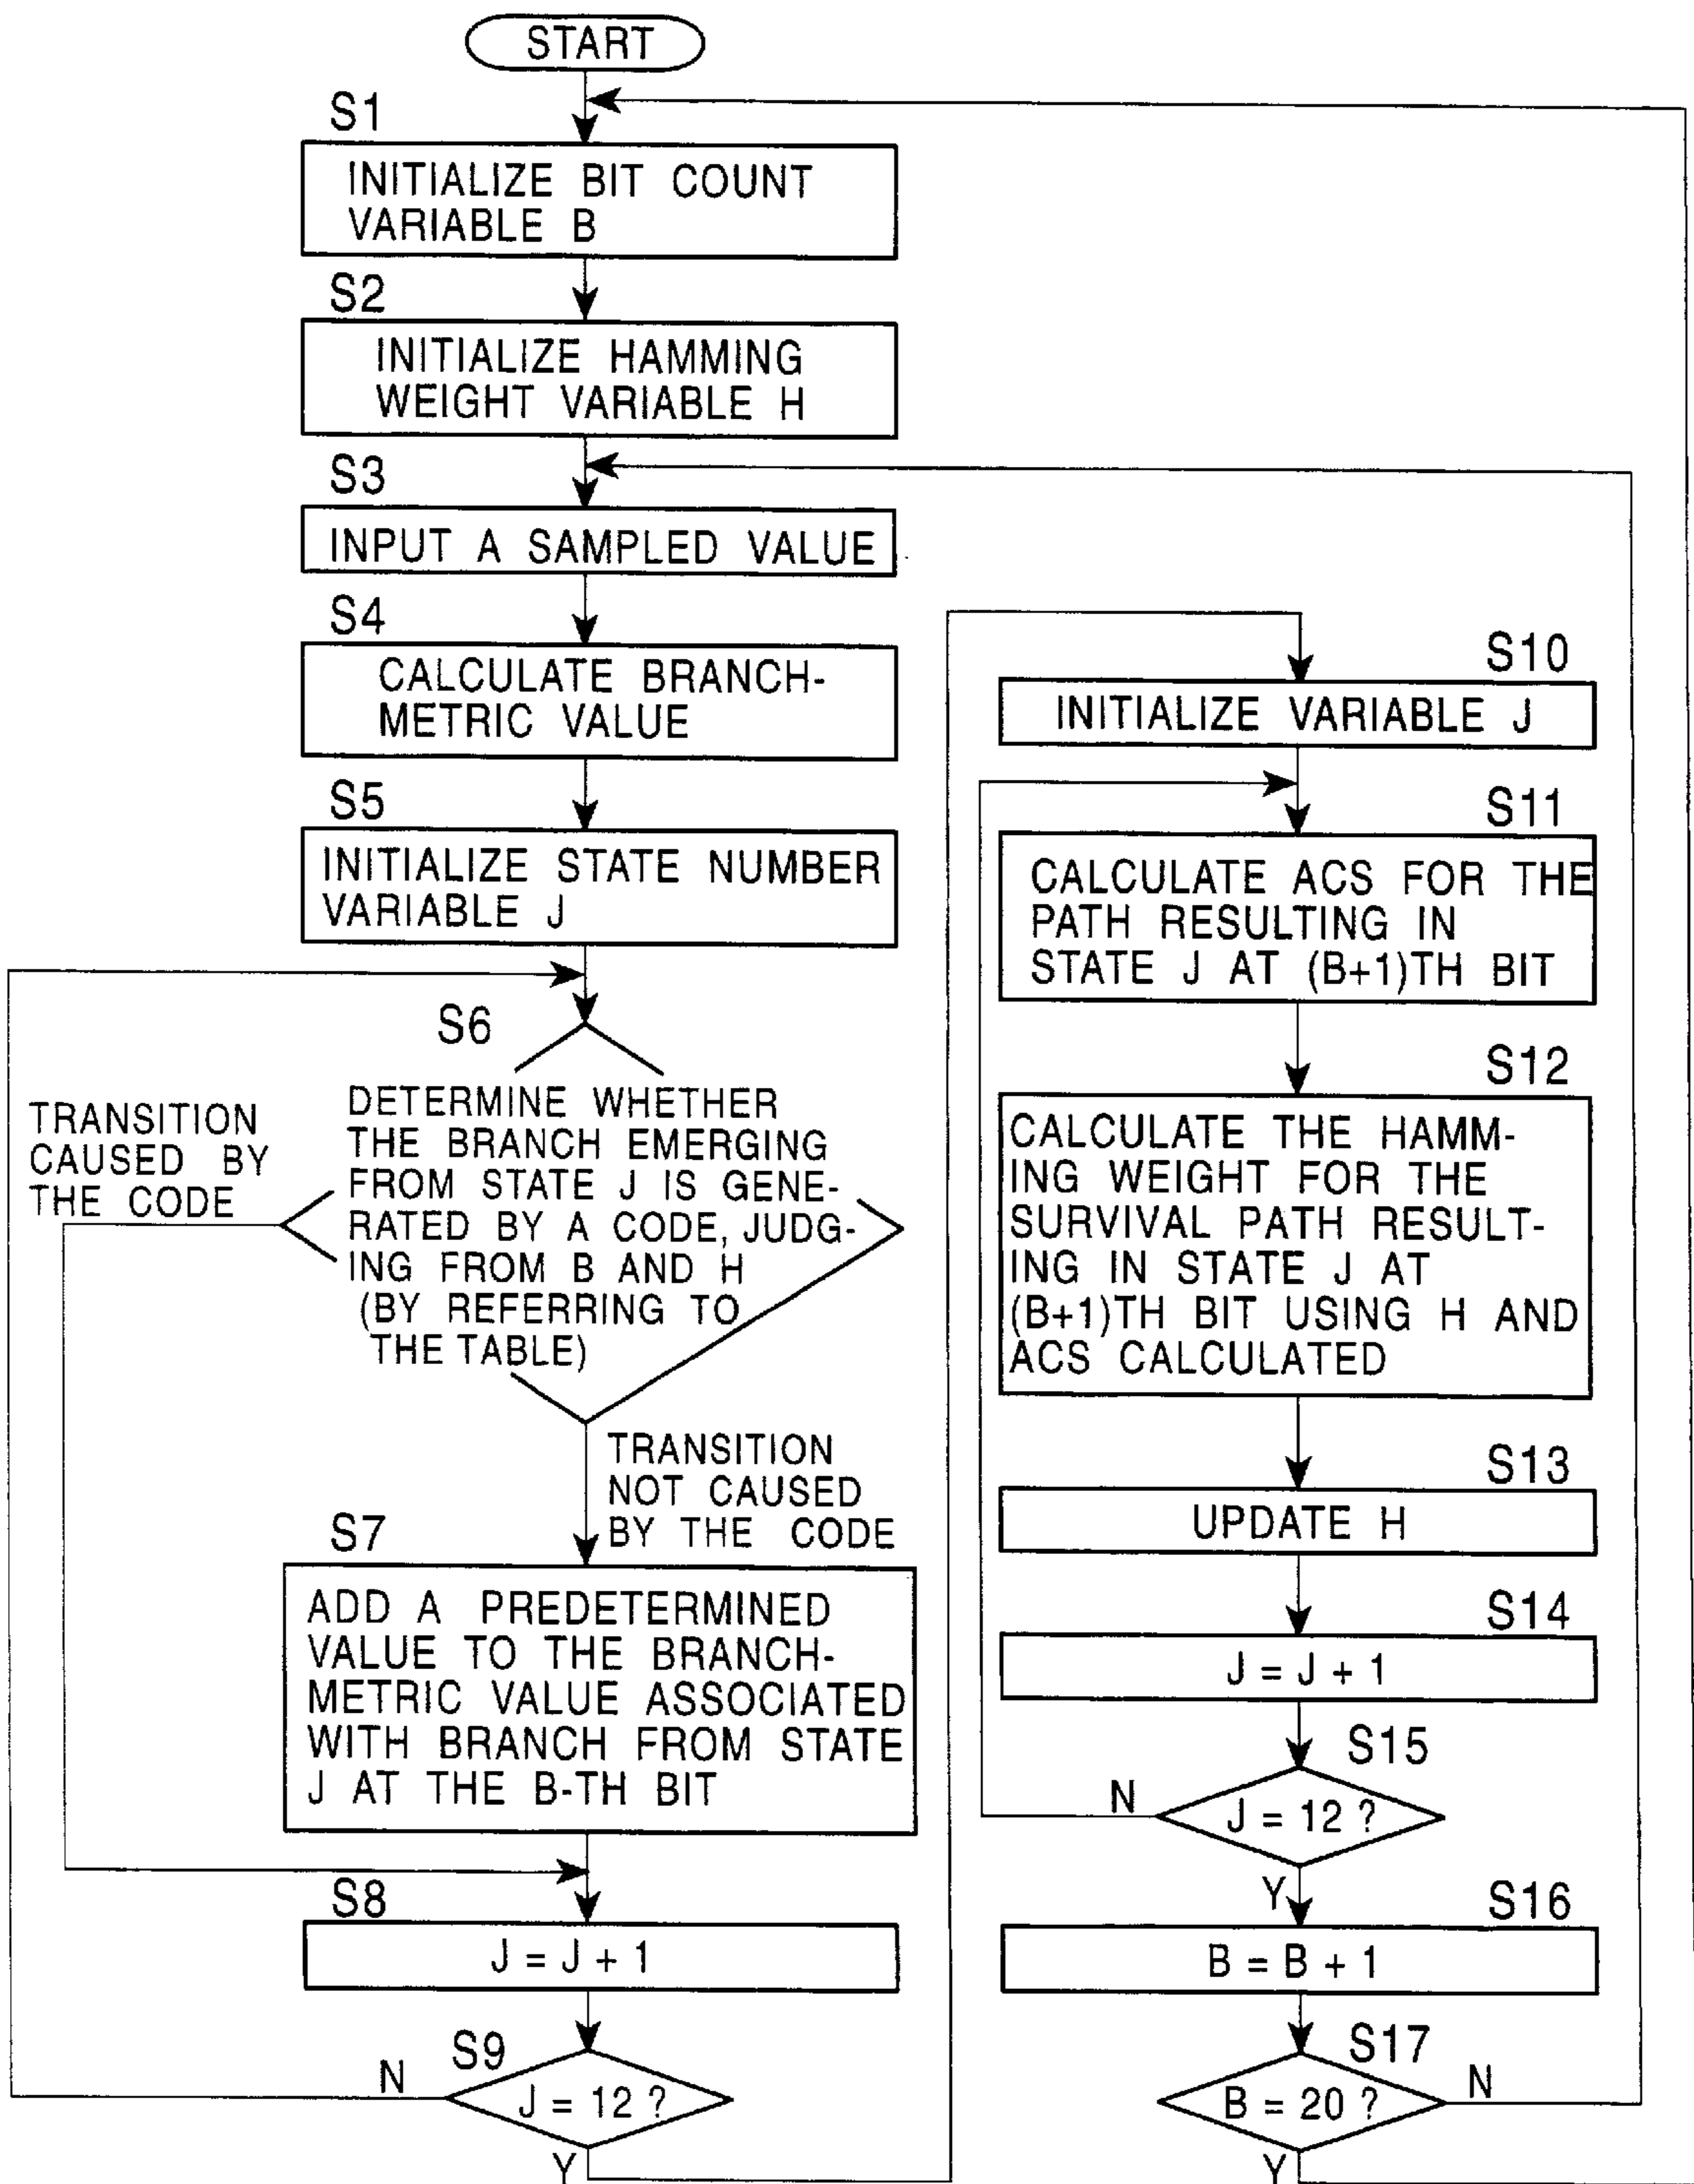 START
S1
INITIALIZE BIT COUNT
VARIABLE B
S2
INITIALIZE HAMMING
WEIGHT VARIABLE H
S3
INPUT A SAMPLED VALUE
S4
CALCULATE BRANCH-
METRIC VALUE
S5
INITIALIZE STATE NUMBER
VARIABLE J
S6
DETERMINE WHETHER
THE BRANCH EMERGING
FROM STATE J IS GENE-
RATED BY A CODE, JUDG-
ING FROM B AND H
(BY REFERRING TO
THE TABLE)
TRANSITION
CAUSED BY
THE CODE
TRANSITION
NOT CAUSED
BY THE CODE
S7
ADD A PREDETERMINED
VALUE TO THE BRANCH-
METRIC VALUE ASSOCIATED
WITH BRANCH FROM STATE
J AT THE B-TH BIT
S8
J = J + 1
S9
N
J = 12 ?
Y
S10
INITIALIZE VARIABLE J
S11
CALCULATE ACS FOR THE
PATH RESULTING IN
STATE J AT (B+1)TH BIT
S12
CALCULATE THE HAMM-
ING WEIGHT FOR THE
SURVIVAL PATH RESULT-
ING IN STATE J AT
(B+1)TH BIT USING H AND
ACS CALCULATED
S13
UPDATE H
S14
J = J + 1
S15
N
J = 12 ?
Y
S16
B = B + 1
S17
B = 20 ?
N
Y